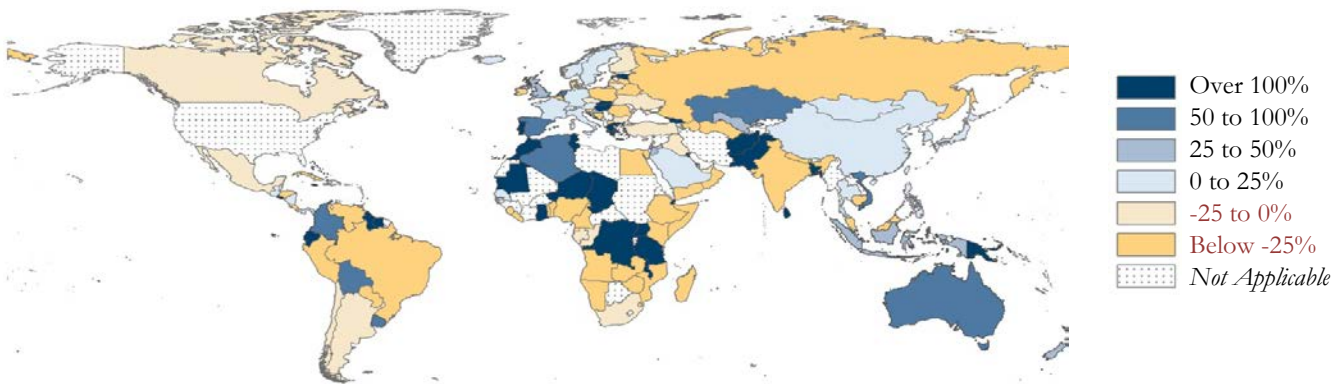 Over 100%
50 to 100%
25 to 50%
0 to 25%
-25 to 0%
Below -25%
Not Applicable